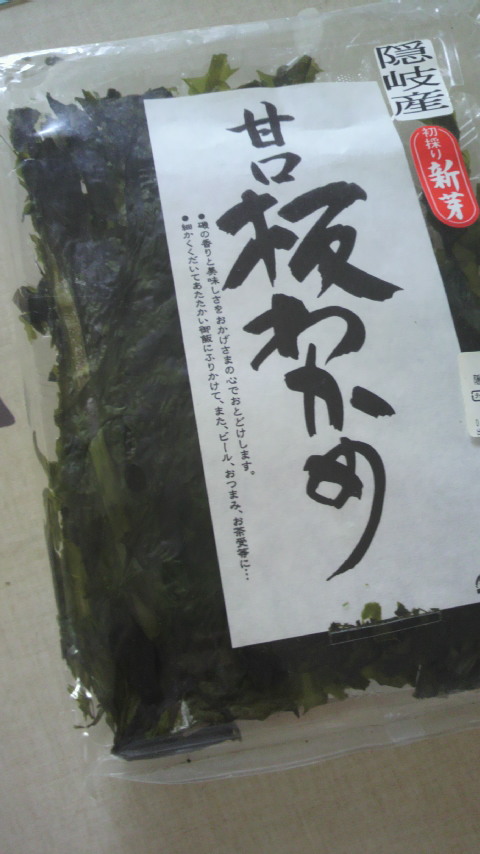 隠岐産
初採り
新芽
甘口
板わかめ
●磯の香りと美味しさをおかげさまの心でおとどけします。
●細かくくだいてあたたかい御飯にふりかけて、また、ビール、おつまみ、お茶受等に…